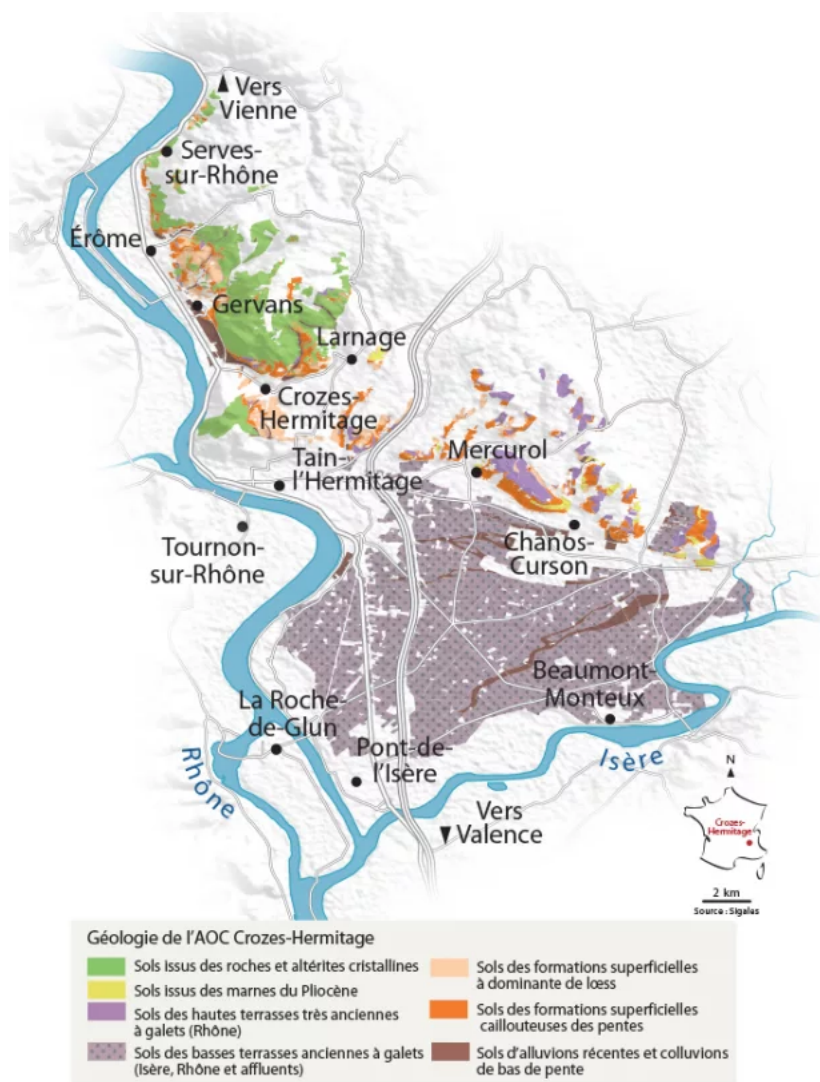 Vers
Vienne
Serves-
sur-Rhône
Érôme
Gervans
Larnage
Crozes-
Hermitage
Mercurol
Tain-
l'Hermitage
Chanos-
Curson
Tournon-
sur-Rhône
Beaumont-
Monteux
La Roche-
de-Glun
Pont-de-
l'Isère
Rhône
Isère
Vers
Valence
N
Crozes-
Hermitage
2 km
Source : Sigales
Géologie de l'AOC Crozes-Hermitage
Sols issus des roches et altérites cristallines
Sols issus des marnes du Pliocène
Sols des hautes terrasses très anciennes
à galets (Rhône)
Sols des basses terrasses anciennes à galets
(Isère, Rhône et affluents)
Sols des formations superficielles
à dominante de lœss
Sols des formations superficielles
caillouteuses des pentes
Sols d'alluvions récentes et colluvions
de bas de pente